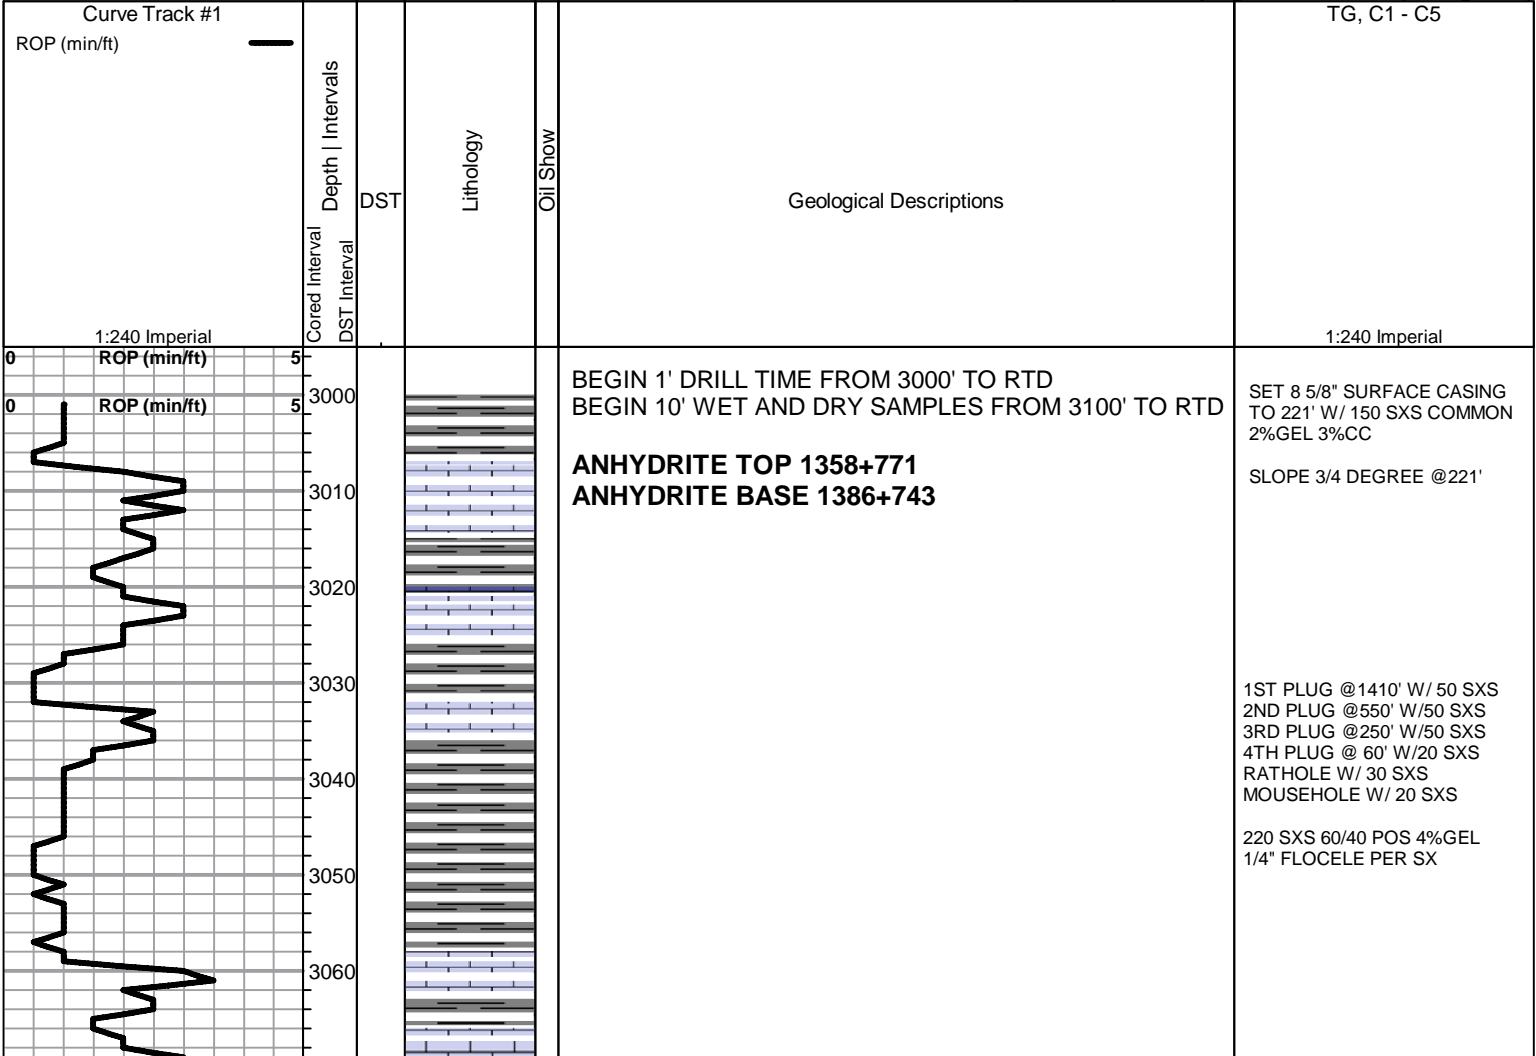 Curve Track #1
ROP (min/ft)
1:240 Imperial
Depth | Intervals
Cored Interval
DST Interval
DST
Lithology
Oil Show
Geological Descriptions
TG, C1 - C5
1:240 Imperial
0 ROP (min/ft) 5
0 ROP (min/ft) 5
3000
3010
3020
3030
3040
3050
3060
BEGIN 1' DRILL TIME FROM 3000' TO RTD
BEGIN 10' WET AND DRY SAMPLES FROM 3100' TO RTD
ANHYDRITE TOP 1358+771
ANHYDRITE BASE 1386+743
SET 8 5/8" SURFACE CASING
TO 221' W/ 150 SXS COMMON
2%GEL 3%CC
SLOPE 3/4 DEGREE @221'
1ST PLUG @1410' W/ 50 SXS
2ND PLUG @550' W/50 SXS
3RD PLUG @250' W/50 SXS
4TH PLUG @ 60' W/20 SXS
RATHOLE W/ 30 SXS
MOUSEHOLE W/ 20 SXS
220 SXS 60/40 POS 4%GEL
1/4" FLOCELE PER SX